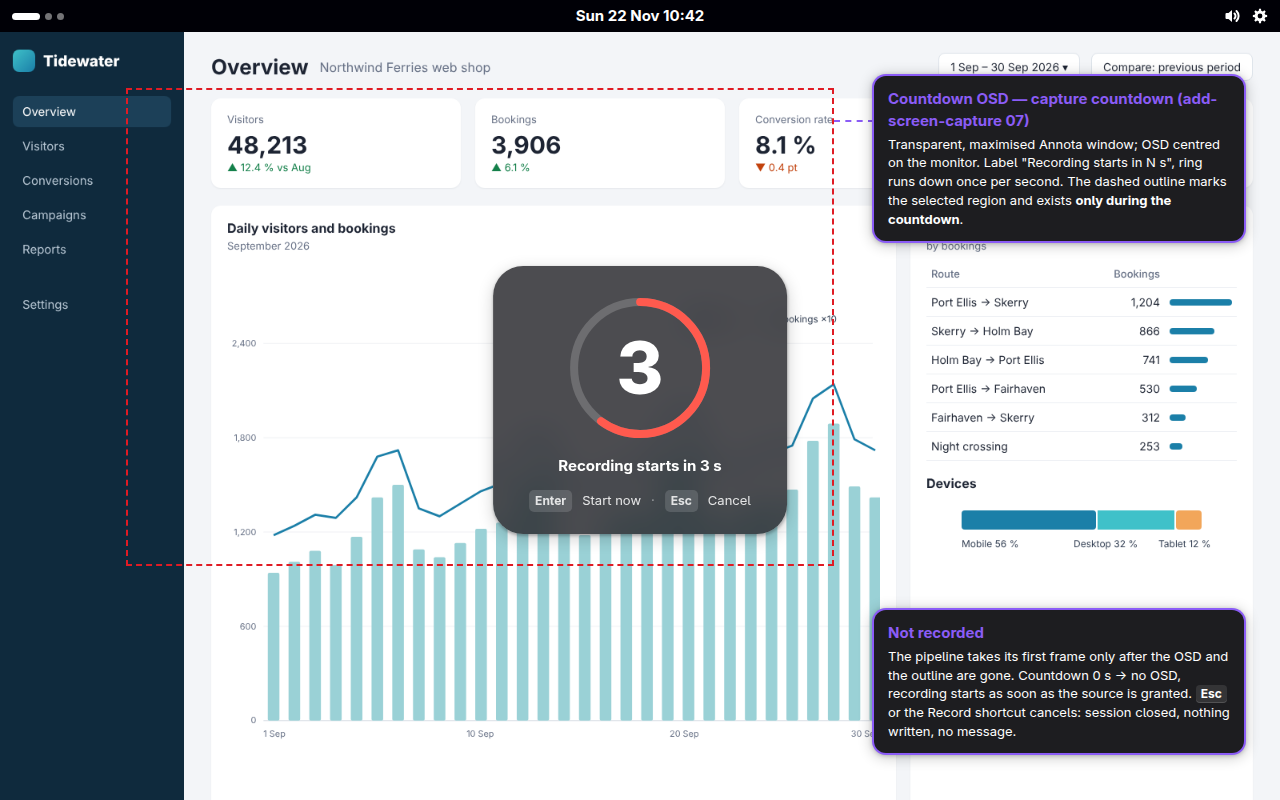 Sun 22 Nov 10:42
Tidewater
Overview
Visitors
Conversions
Campaigns
Reports
Settings
Overview Northwind Ferries web shop
1 Sep – 30 Sep 2026 ▾
Compare: previous period
Visitors
48,213
▲ 12.4 % vs Aug
Bookings
3,906
▲ 6.1 %
Conversion rate
8.1 %
▼ 0.4 pt
Countdown OSD — capture countdown (add-
screen-capture 07)
Transparent, maximised Annota window; OSD centred
on the monitor. Label "Recording starts in N s", ring
runs down once per second. The dashed outline marks
the selected region and exists only during the
countdown.
Daily visitors and bookings
September 2026
ookings ×10
2,400
1,800
1,200
600
0
1 Sep
10 Sep
20 Sep
30 Se
3
Recording starts in 3 s
Enter Start now · Esc Cancel
by bookings
Route Bookings
Port Ellis → Skerry 1,204
Skerry → Holm Bay 866
Holm Bay → Port Ellis 741
Port Ellis → Fairhaven 530
Fairhaven → Skerry 312
Night crossing 253
Devices
Mobile 56 % Desktop 32 % Tablet 12 %
Not recorded
The pipeline takes its first frame only after the OSD and
the outline are gone. Countdown 0 s → no OSD,
recording starts as soon as the source is granted. Esc
or the Record shortcut cancels: session closed, nothing
written, no message.